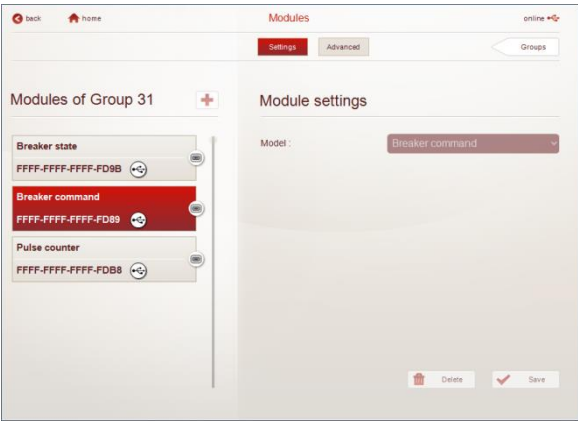 back
home
Modules
online
Settings
Advanced
Groups
Modules of Group 31
Module settings
Breaker state
FFFF-FFFF-FFFF-FD9B
Breaker command
FFFF-FFFF-FFFF-FD89
Pulse counter
FFFF-FFFF-FFFF-FDB8
Model :
Breaker command
Delete
Save